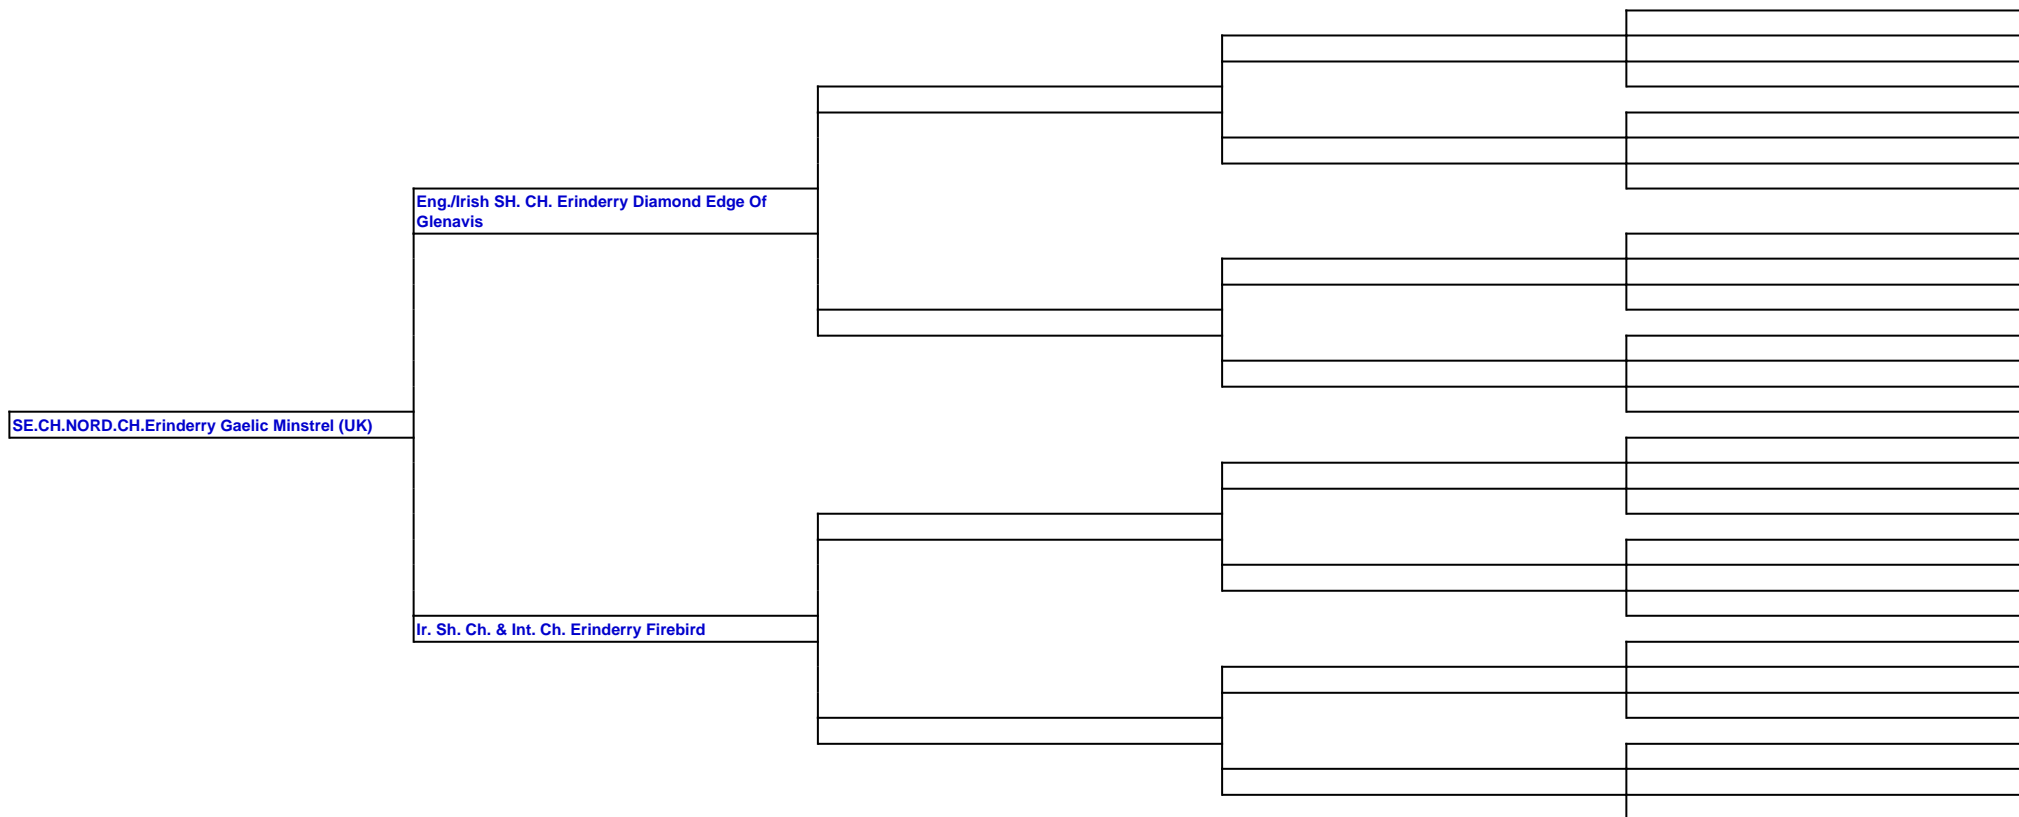 Eng./Irish SH. CH. Erinderry Diamond Edge Of
Glenavis
SE.CH.NORD.CH.Erinderry Gaelic Minstrel (UK)
Ir. Sh. Ch. & Int. Ch. Erinderry Firebird